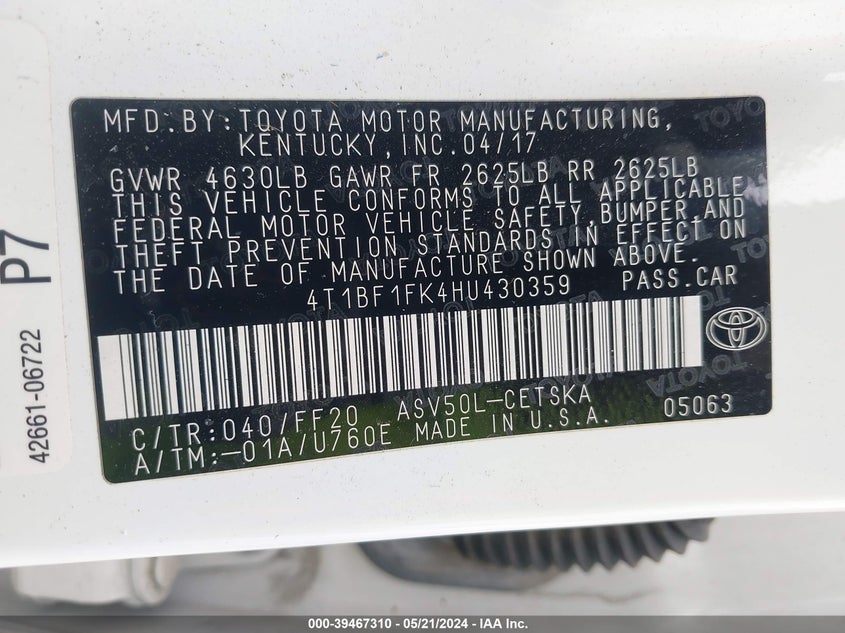 MFD.BY:TOYOTA MOTOR MANUFACTURING,
KENTUCKY,INC.04/17
GVWR 4630LB GAWR FR 2625LB RR 2625LB
THIS VEHICLE CONFORMS TO ALL APPLICABLE
FEDERAL MOTOR VEHICLE SAFETY,BUMPER,AND
THEFT PREVENTION STANDARDS IN EFFECT ON
THE DATE OF MANUFACTURE SHOWN ABOVE.
4T1BF1FK4HU430359 PASS.CAR
C/TR:040/FF20 ASV50L-CETSKA
A/TM:-01A/U760E MADE IN U.S.A. 05063
P7
42661-06722
000-39467310 - 05/21/2024 - IAA Inc.